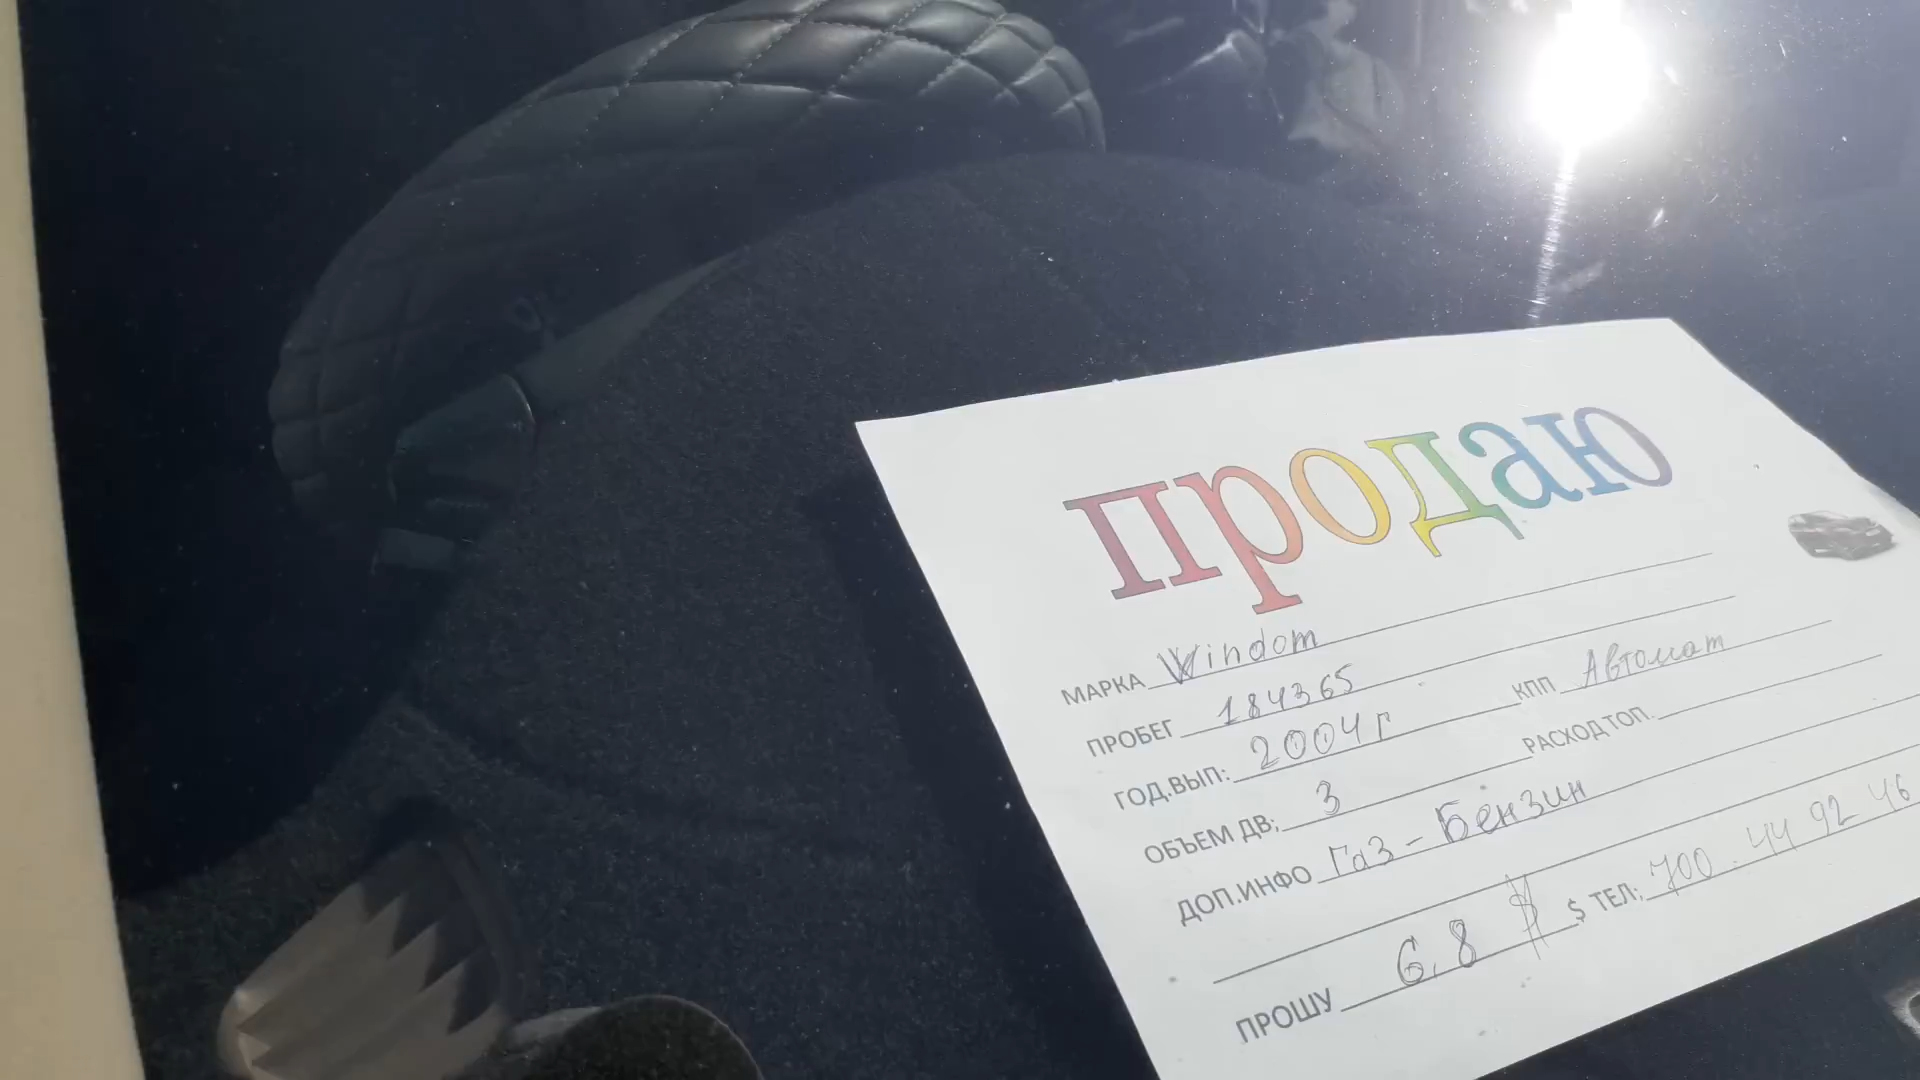 продаю
МАРКА Windom
ПРОБЕГ 184365
ГОД.ВЫП: 2004 г КПП Автомат
ОБЪЕМ ДВ; 3 РАСХОД ТОП.
ДОП.ИНФО Газ - Бензин
ПРОШУ 6,8 $ $ ТЕЛ; 700 44 92 46